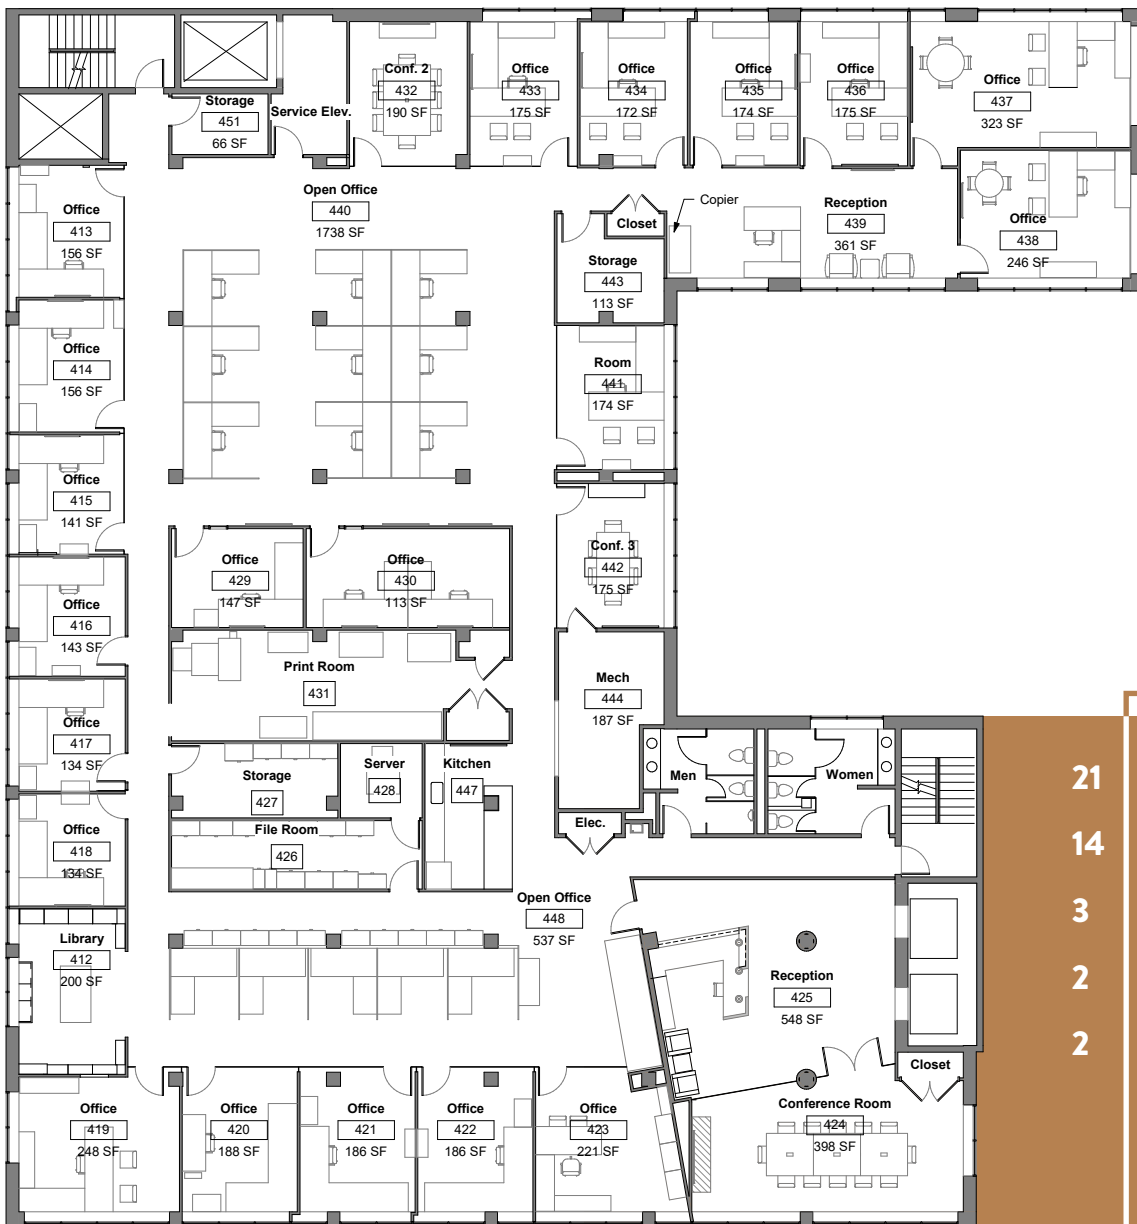 Conf. 2
432
190 SF
Office
433
175 SF
Office
434
172 SF
Office
435
174 SF
Office
436
175 SF
Office
437
323 SF
Storage
451
66 SF
Service Elev.
Open Office
440
1738 SF
Closet
Copier
Reception
439
361 SF
Office
438
246 SF
Office
413
156 SF
Storage
443
113 SF
Office
414
156 SF
Room
441
174 SF
Office
415
141 SF
Conf. 3
442
175 SF
Office
429
147 SF
Office
430
113 SF
Office
416
143 SF
Print Room
431
Mech
444
187 SF
Office
417
134 SF
Storage
427
Server
428
Kitchen
447
Men
Women
Office
418
134 SF
File Room
426
Elec.
Open Office
448
537 SF
Library
412
200 SF
Reception
425
548 SF
Closet
Office
419
248 SF
Office
420
188 SF
Office
421
186 SF
Office
422
186 SF
Office
423
221 SF
Conference Room
424
398 SF
21
14
3
2
2